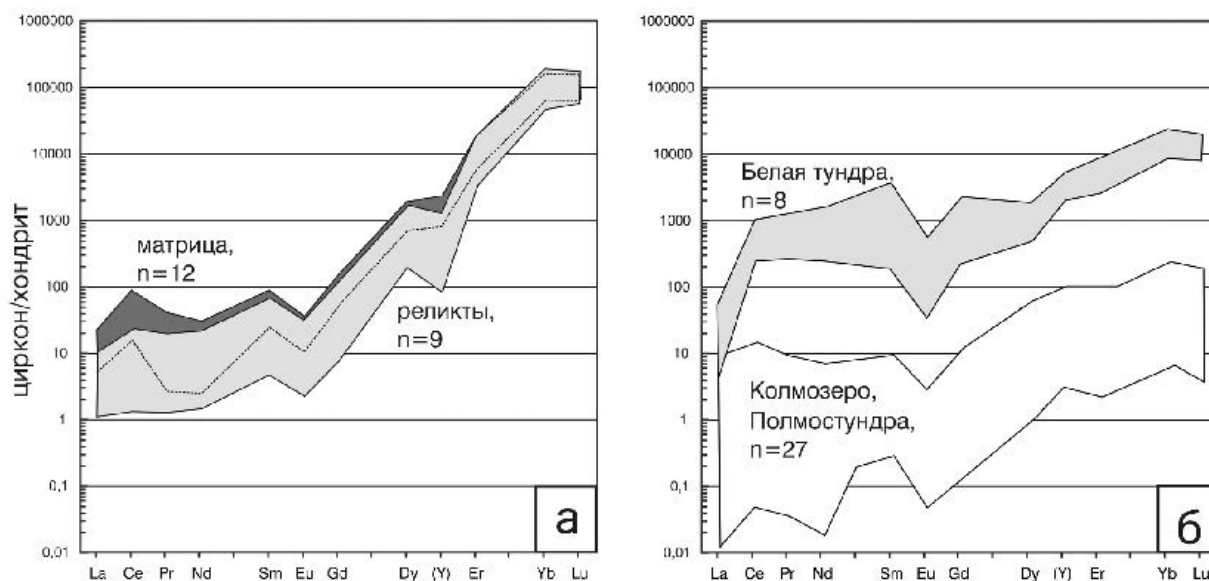 циркон/хондрит
1000000
100000
10000
1000
100
10
1
0,1
0,01
матрица,
n=12
реликты,
n=9
а
La Ce Pr Nd Sm Eu Gd Dy (Y) Er Yb Lu
1000000
100000
10000
1000
100
10
1
0,1
0,01
Белая тундра,
n=8
Колмозеро,
Полмостундра,
n=27
б
La Ce Pr Nd Sm Eu Gd Dy (Y) Er Yb Lu